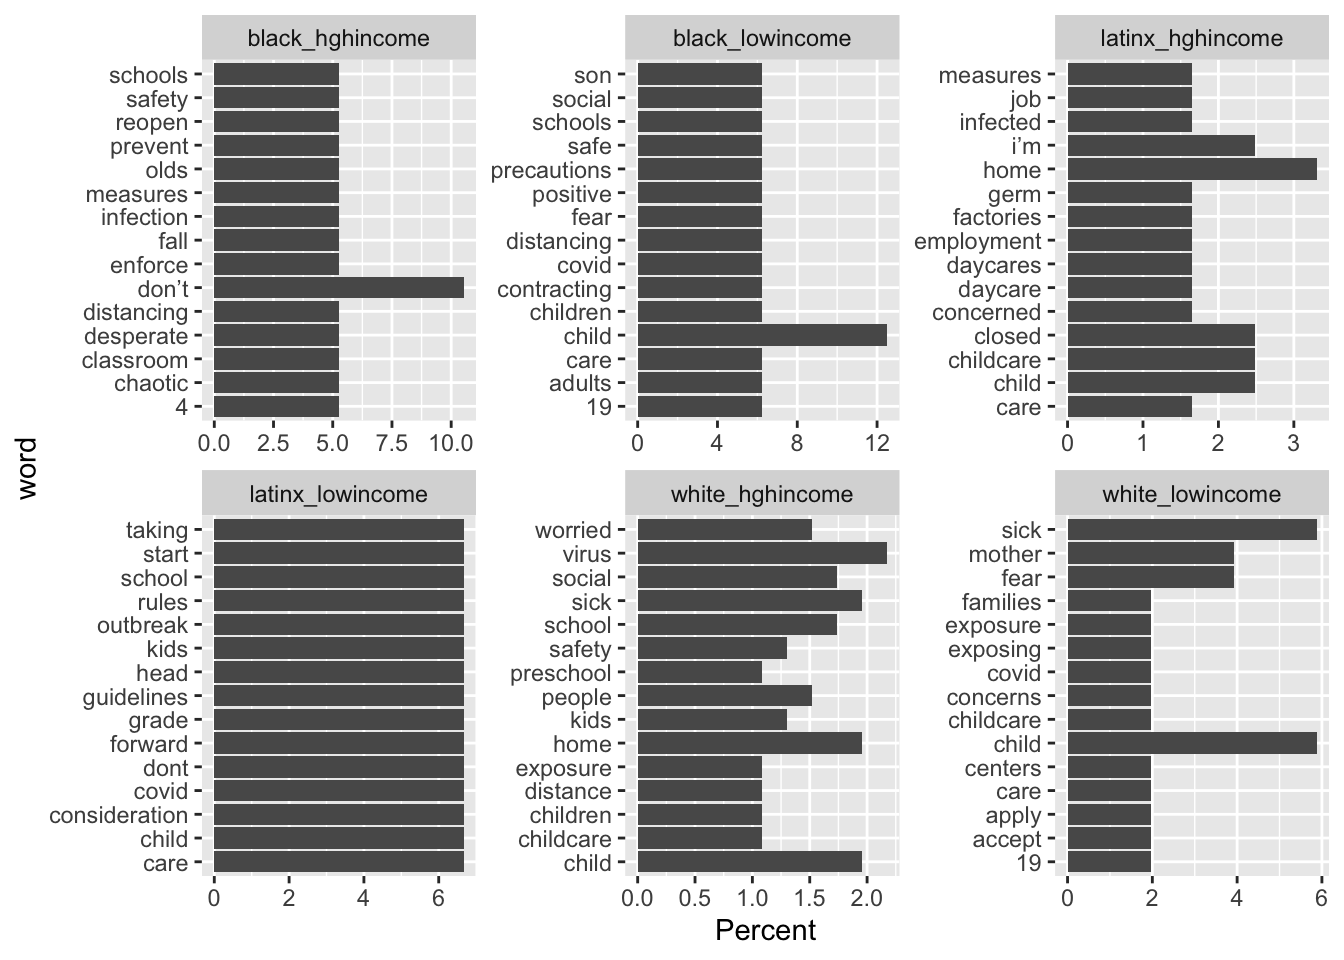 black_hghincome
schools
safety
reopen
prevent
olds
measures
infection
fall
enforce
don’t
distancing
desperate
classroom
chaotic
4
0.0 2.5 5.0 7.5 10.0
black_lowincome
son
social
schools
safe
precautions
positive
fear
distancing
covid
contracting
children
child
care
adults
19
0 4 8 12
latinx_hghincome
measures
job
infected
i’m
home
germ
factories
employment
daycares
daycare
concerned
closed
childcare
child
care
0 1 2 3
word
latinx_lowincome
taking
start
school
rules
outbreak
kids
head
guidelines
grade
forward
dont
covid
consideration
child
care
0 2 4 6
white_hghincome
worried
virus
social
sick
school
safety
preschool
people
kids
home
exposure
distance
children
childcare
child
0.0 0.5 1.0 1.5 2.0
white_lowincome
sick
mother
fear
families
exposure
exposing
covid
concerns
childcare
child
centers
care
apply
accept
19
0 2 4 6
Percent